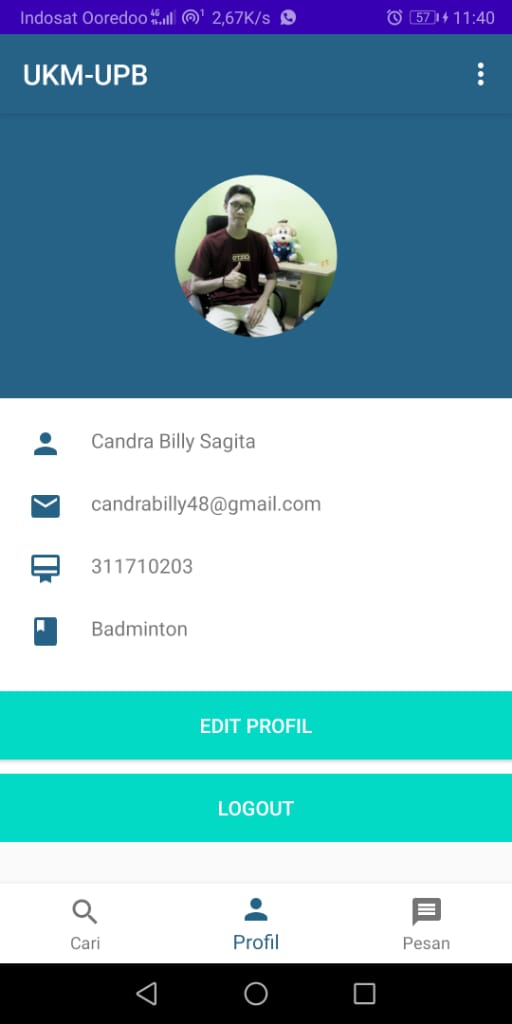 Indosat Ooredoo 4G 1 2,67K/s 57 11:40
UKM-UPB
Candra Billy Sagita
candrabilly48@gmail.com
311710203
Badminton
EDIT PROFIL
LOGOUT
Cari Profil Pesan